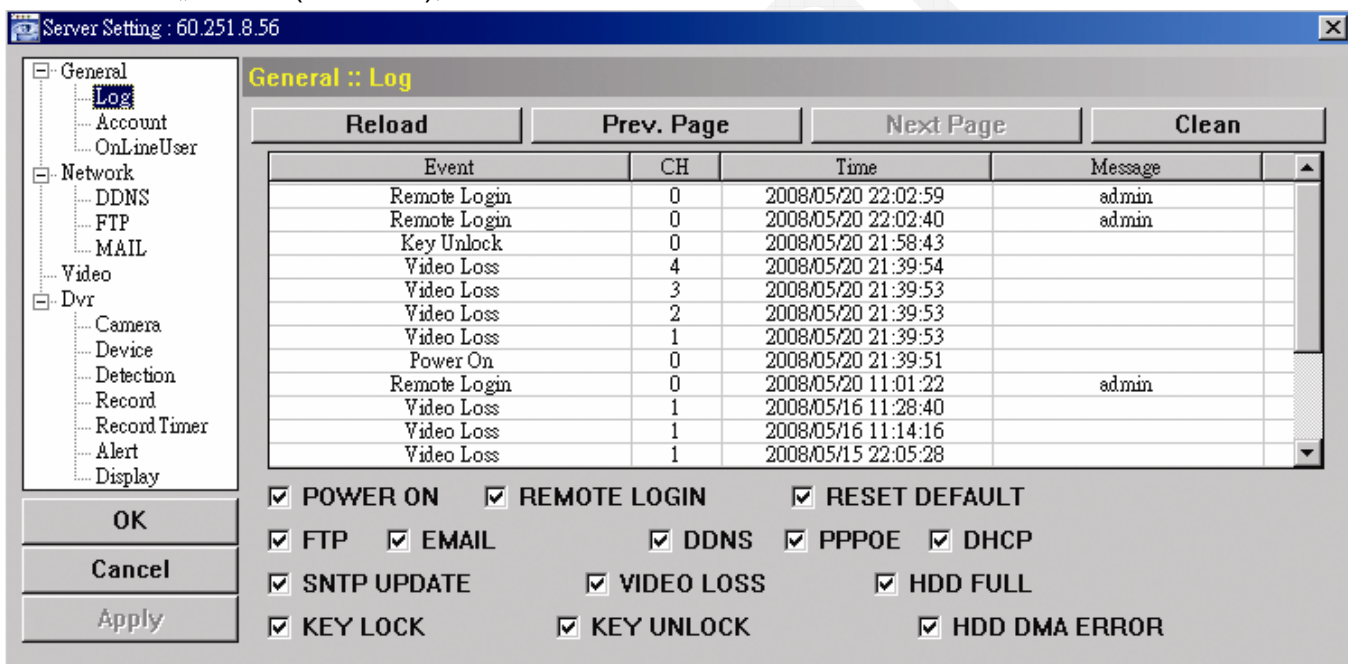 Server Setting : 60.251.8.56
General
Log
Account
OnLineUser
Network
DDNS
FTP
MAIL
Video
Dvr
Camera
Device
Detection
Record
Record Timer
Alert
Display
OK
Cancel
Apply
General :: Log
Reload Prev. Page Next Page Clean
Event CH Time Message
Remote Login 0 2008/05/20 22:02:59 admin
Remote Login 0 2008/05/20 22:02:40 admin
Key Unlock 0 2008/05/20 21:58:43
Video Loss 4 2008/05/20 21:39:54
Video Loss 3 2008/05/20 21:39:53
Video Loss 2 2008/05/20 21:39:53
Video Loss 1 2008/05/20 21:39:53
Power On 0 2008/05/20 21:39:51
Remote Login 0 2008/05/20 11:01:22 admin
Video Loss 1 2008/05/16 11:28:40
Video Loss 1 2008/05/16 11:14:16
Video Loss 1 2008/05/15 22:05:28
POWER ON REMOTE LOGIN RESET DEFAULT
FTP EMAIL DDNS PPPOE DHCP
SNTP UPDATE VIDEO LOSS HDD FULL
KEY LOCK KEY UNLOCK HDD DMA ERROR